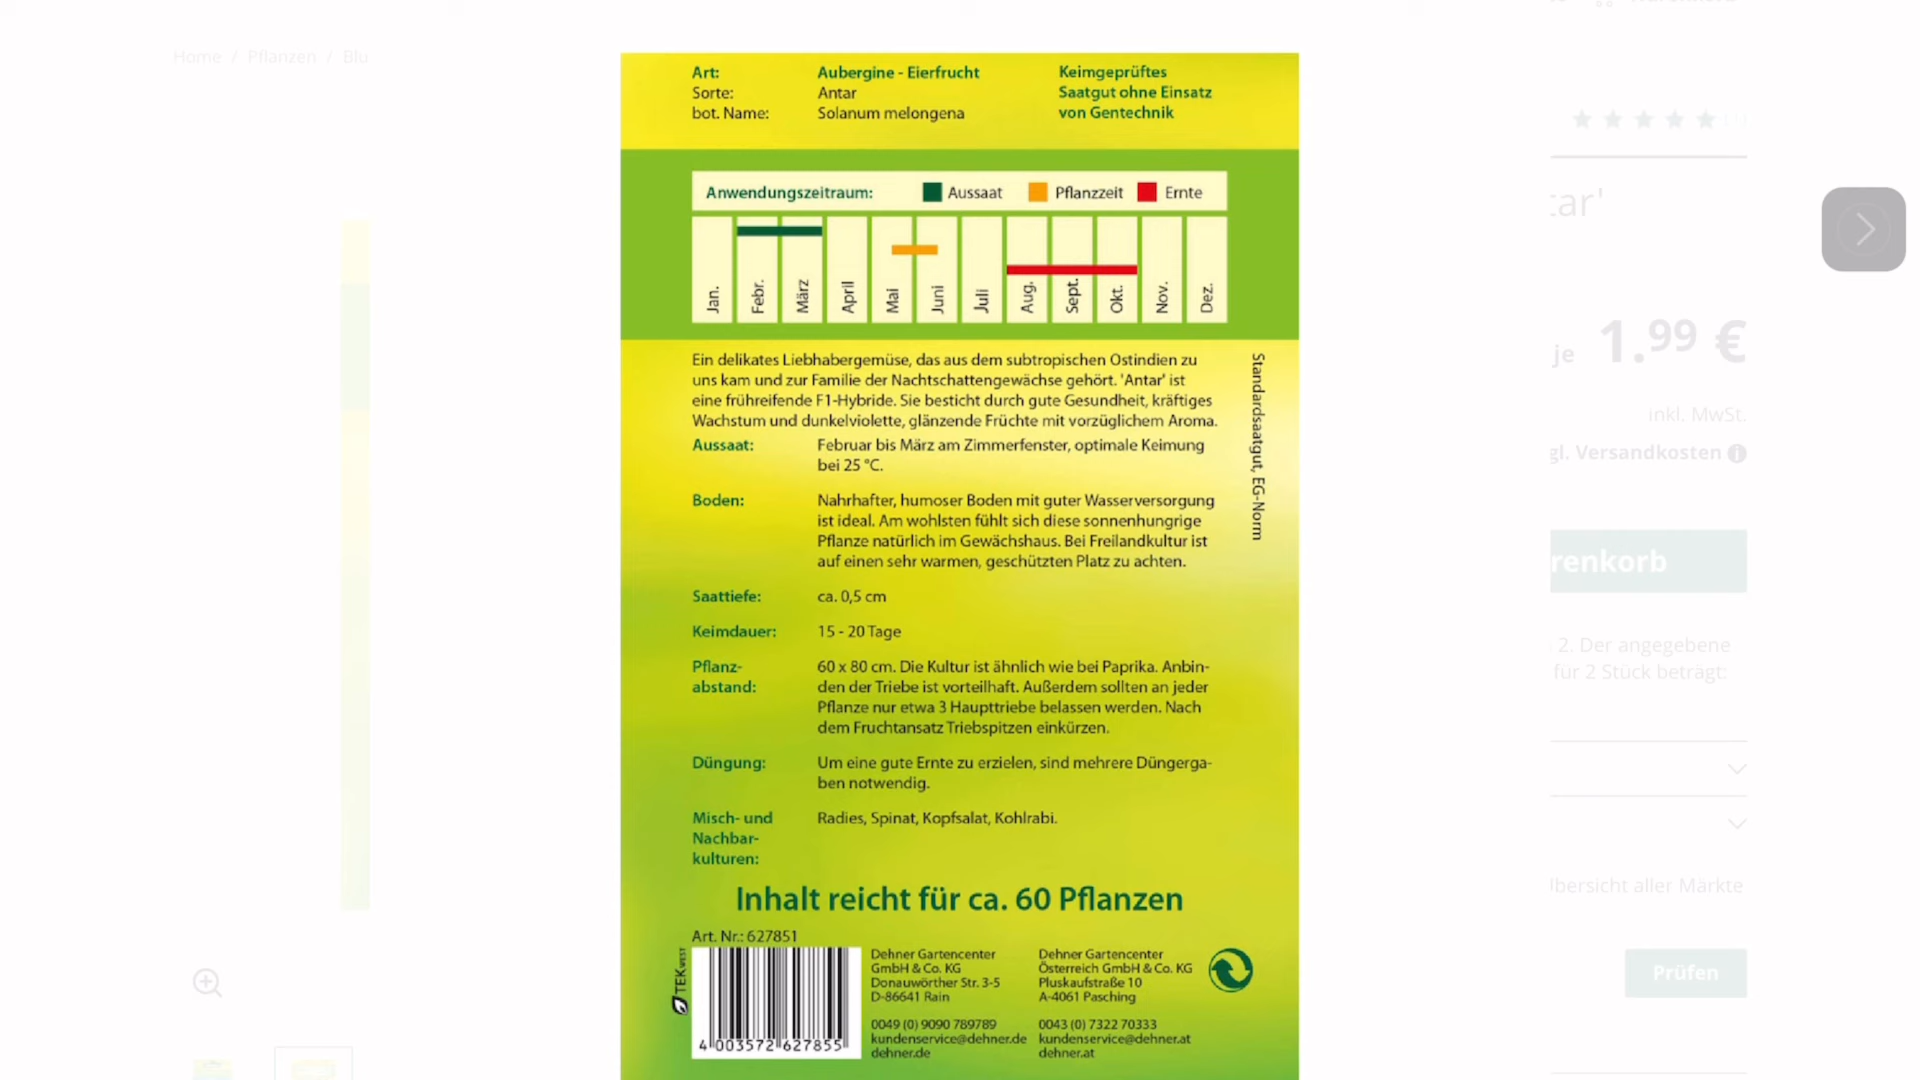 Home / Pflanzen / Blu
Art: Aubergine - Eierfrucht
Sorte: Antar
bot. Name: Solanum melongena
Keimgeprüftes
Saatgut ohne Einsatz
von Gentechnik
Anwendungszeitraum: Aussaat Pflanzzeit Ernte
Jan. Febr. März April Mai Juni Juli Aug. Sept. Okt. Nov. Dez.
Ein delikates Liebhabergemüse, das aus dem subtropischen Ostindien zu
uns kam und zur Familie der Nachtschattengewächse gehört. 'Antar' ist
eine frühreifende F1-Hybride. Sie besticht durch gute Gesundheit, kräftiges
Wachstum und dunkelviolette, glänzende Früchte mit vorzüglichem Aroma.
Aussaat: Februar bis März am Zimmerfenster, optimale Keimung
bei 25 °C.
Boden: Nahrhafter, humoser Boden mit guter Wasserversorgung
ist ideal. Am wohlsten fühlt sich diese sonnenhungrige
Pflanze natürlich im Gewächshaus. Bei Freilandkultur ist
auf einen sehr warmen, geschützten Platz zu achten.
Saattiefe: ca. 0,5 cm
Keimdauer: 15 - 20 Tage
Pflanz-
abstand:
60 x 80 cm. Die Kultur ist ähnlich wie bei Paprika. Anbin-
den der Triebe ist vorteilhaft. Außerdem sollten an jeder
Pflanze nur etwa 3 Haupttriebe belassen werden. Nach
dem Fruchtansatz Triebspitzen einkürzen.
Düngung: Um eine gute Ernte zu erzielen, sind mehrere Düngerga-
ben notwendig.
Misch- und
Nachbar-
kulturen:
Radies, Spinat, Kopfsalat, Kohlrabi.
Standardsaatgut, EG-Norm
Inhalt reicht für ca. 60 Pflanzen
Art. Nr.: 627851
TEKWEST
4 003572 627855
Dehner Gartencenter
GmbH & Co. KG
Donauwörther Str. 3-5
D-86641 Rain
0049 (0) 9090 789789
kundenservice@dehner.de
dehner.de
Dehner Gartencenter
Österreich GmbH & Co. KG
Pluskaufstraße 10
A-4061 Pasching
0043 (0) 7322 70333
kundenservice@dehner.at
dehner.at
tar'
je 1.99 €
inkl. MwSt.
gl. Versandkosten
renkorb
2. Der angegebene
für 2 Stück beträgt:
bersicht aller Märkte
Prüfen